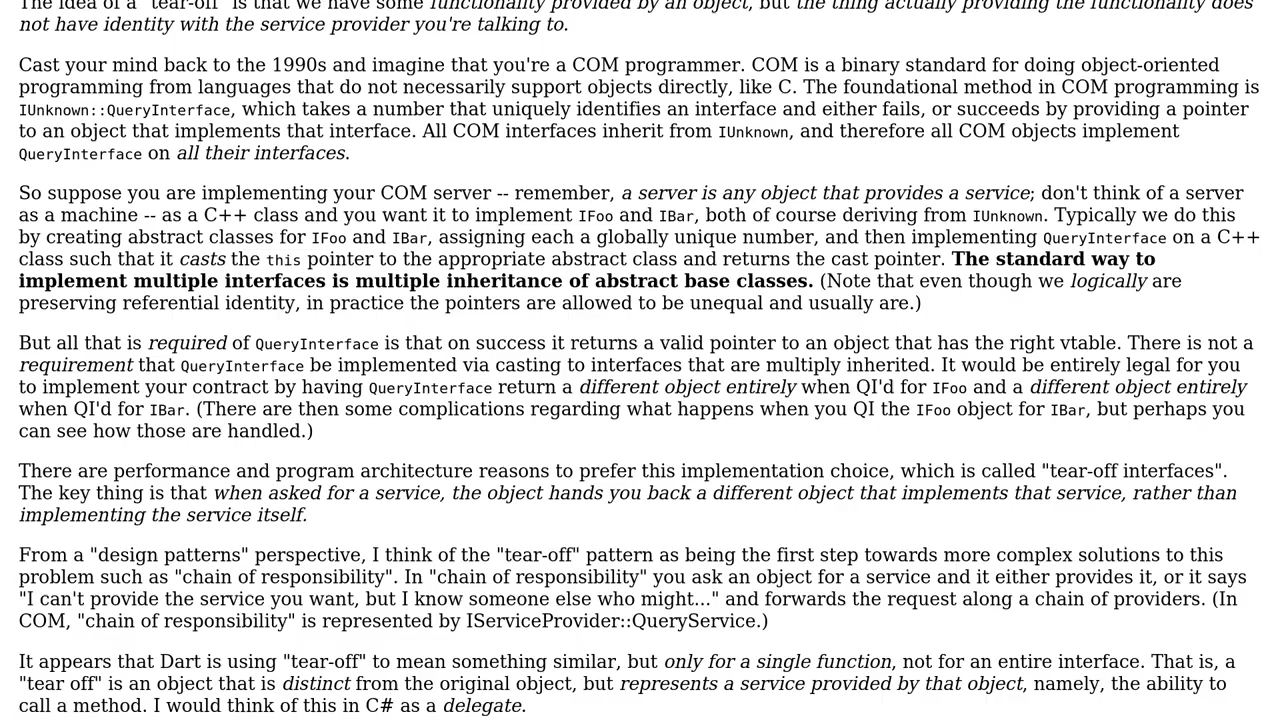 The idea of a "tear-off" is that we have some functionality provided by an object, but the thing actually providing the functionality does
not have identity with the service provider you're talking to.
Cast your mind back to the 1990s and imagine that you're a COM programmer. COM is a binary standard for doing object-oriented
programming from languages that do not necessarily support objects directly, like C. The foundational method in COM programming is
IUnknown::QueryInterface, which takes a number that uniquely identifies an interface and either fails, or succeeds by providing a pointer
to an object that implements that interface. All COM interfaces inherit from IUnknown, and therefore all COM objects implement
QueryInterface on all their interfaces.
So suppose you are implementing your COM server -- remember, a server is any object that provides a service; don't think of a server
as a machine -- as a C++ class and you want it to implement IFoo and IBar, both of course deriving from IUnknown. Typically we do this
by creating abstract classes for IFoo and IBar, assigning each a globally unique number, and then implementing QueryInterface on a C++
class such that it casts the this pointer to the appropriate abstract class and returns the cast pointer. The standard way to
implement multiple interfaces is multiple inheritance of abstract base classes. (Note that even though we logically are
preserving referential identity, in practice the pointers are allowed to be unequal and usually are.)
But all that is required of QueryInterface is that on success it returns a valid pointer to an object that has the right vtable. There is not a
requirement that QueryInterface be implemented via casting to interfaces that are multiply inherited. It would be entirely legal for you
to implement your contract by having QueryInterface return a different object entirely when QI'd for IFoo and a different object entirely
when QI'd for IBar. (There are then some complications regarding what happens when you QI the IFoo object for IBar, but perhaps you
can see how those are handled.)
There are performance and program architecture reasons to prefer this implementation choice, which is called "tear-off interfaces".
The key thing is that when asked for a service, the object hands you back a different object that implements that service, rather than
implementing the service itself.
From a "design patterns" perspective, I think of the "tear-off" pattern as being the first step towards more complex solutions to this
problem such as "chain of responsibility". In "chain of responsibility" you ask an object for a service and it either provides it, or it says
"I can't provide the service you want, but I know someone else who might..." and forwards the request along a chain of providers. (In
COM, "chain of responsibility" is represented by IServiceProvider::QueryService.)
It appears that Dart is using "tear-off" to mean something similar, but only for a single function, not for an entire interface. That is, a
"tear off" is an object that is distinct from the original object, but represents a service provided by that object, namely, the ability to
call a method. I would think of this in C# as a delegate.